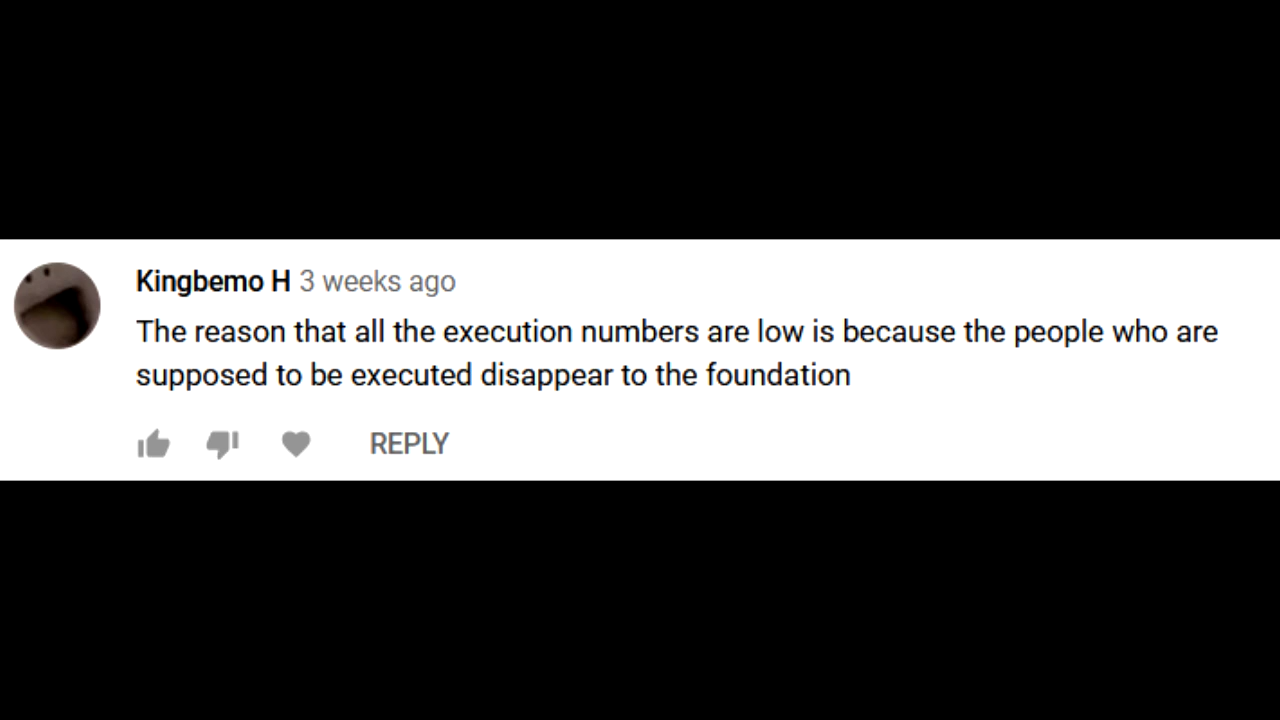 Kingbemo H 3 weeks ago
The reason that all the execution numbers are low is because the people who are
supposed to be executed disappear to the foundation
REPLY